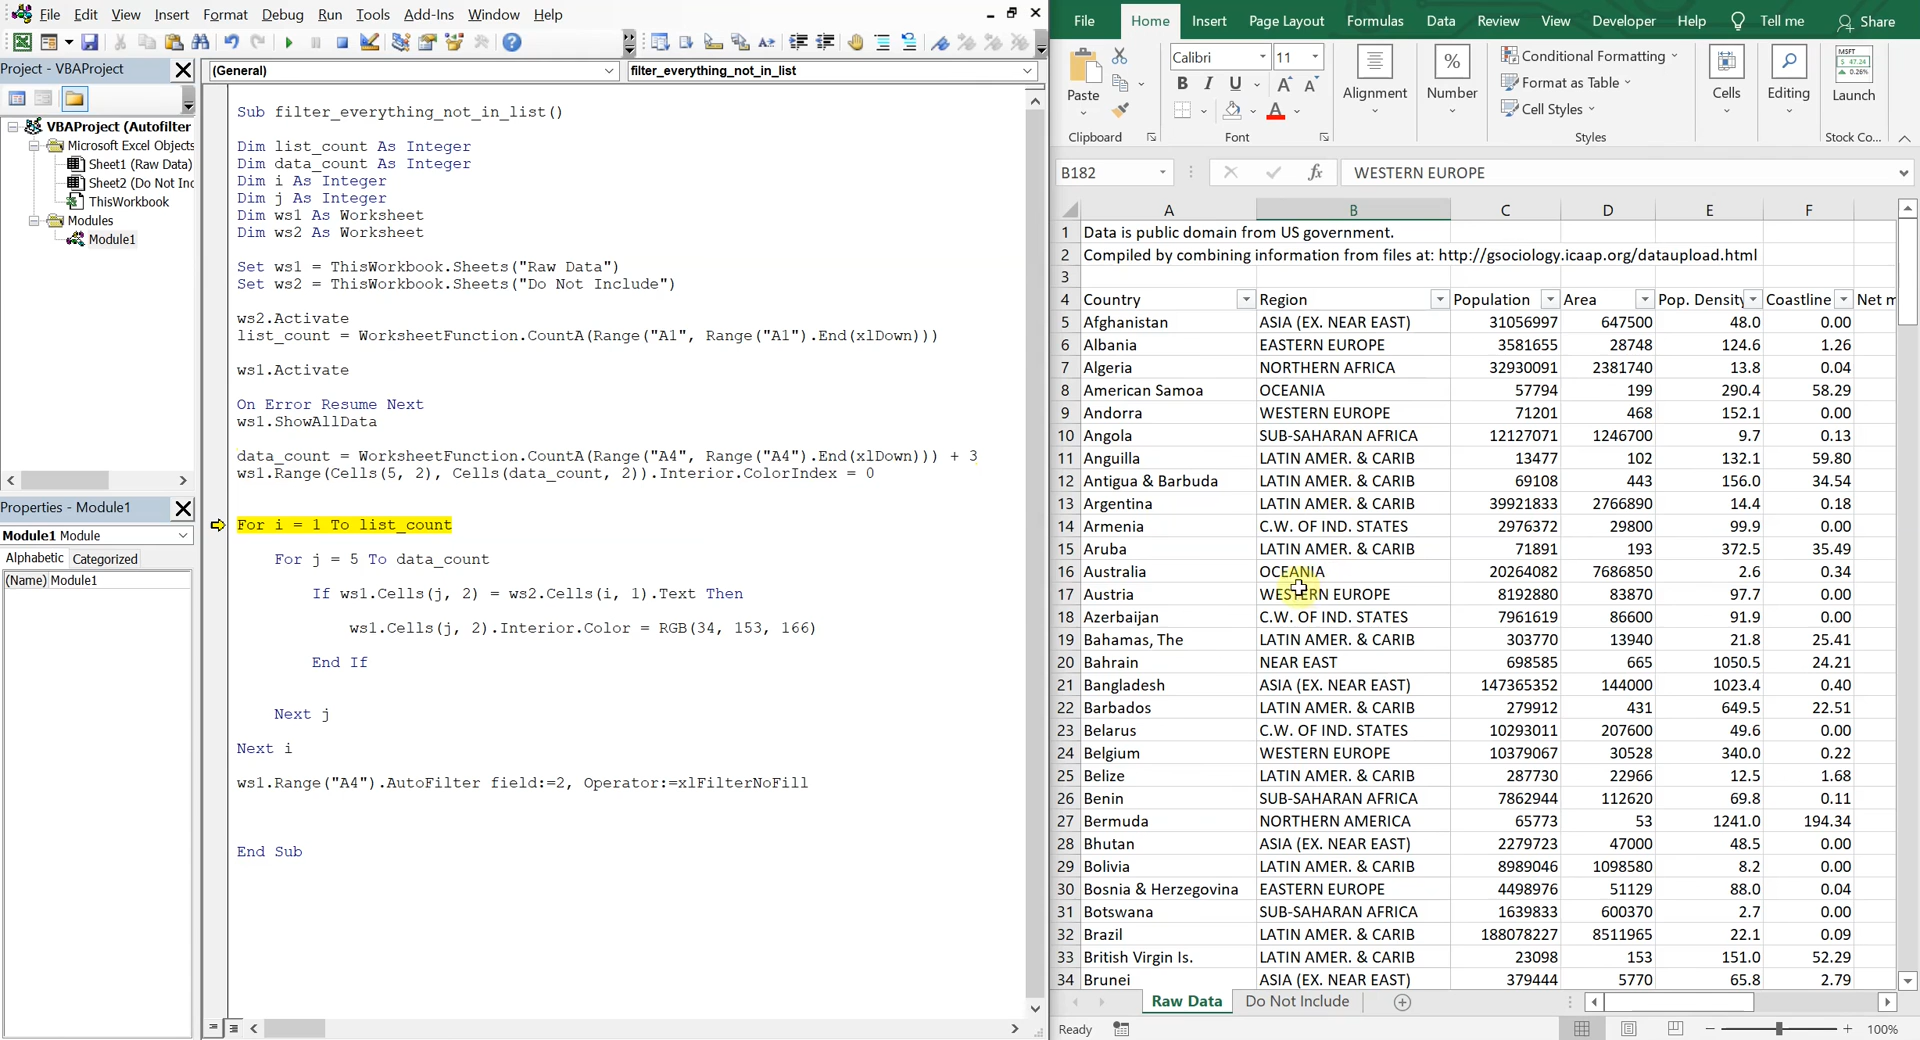 File Edit View Insert Format Debug Run Tools Add-Ins Window Help
Project - VBAProject
VBAProject (Autofilter
Microsoft Excel Objects
Sheet1 (Raw Data)
Sheet2 (Do Not Inc
ThisWorkbook
Modules
Module1
Properties - Module1
Module1 Module
Alphabetic Categorized
(Name) Module1
(General) filter_everything_not_in_list
Sub filter_everything_not_in_list()
Dim list_count As Integer
Dim data_count As Integer
Dim i As Integer
Dim j As Integer
Dim ws1 As Worksheet
Dim ws2 As Worksheet
Set ws1 = ThisWorkbook.Sheets("Raw Data")
Set ws2 = ThisWorkbook.Sheets("Do Not Include")
ws2.Activate
list_count = WorksheetFunction.CountA(Range("A1", Range("A1").End(xlDown)))
ws1.Activate
On Error Resume Next
ws1.ShowAllData
data_count = WorksheetFunction.CountA(Range("A4", Range("A4").End(xlDown))) + 3
ws1.Range(Cells(5, 2), Cells(data_count, 2)).Interior.ColorIndex = 0
For i = 1 To list_count
For j = 5 To data_count
If ws1.Cells(j, 2) = ws2.Cells(i, 1).Text Then
ws1.Cells(j, 2).Interior.Color = RGB(34, 153, 166)
End If
Next j
Next i
ws1.Range("A4").AutoFilter field:=2, Operator:=xlFilterNoFill
End Sub
File Home Insert Page Layout Formulas Data Review View Developer Help Tell me Share
Paste
Calibri 11
B I U A A
A
Alignment
% Number
Conditional Formatting
Format as Table
Cell Styles
Cells
Editing
MSFT
$ 47.24
0.26%
Launch
Clipboard Font Styles Stock Co...
B182 fx WESTERN EUROPE
A B C D E F
1 Data is public domain from US government.
2 Compiled by combining information from files at: http://gsociology.icaap.org/dataupload.html
3
4 Country Region Population Area Pop. Density Coastline Net m
5 Afghanistan ASIA (EX. NEAR EAST) 31056997 647500 48.0 0.00
6 Albania EASTERN EUROPE 3581655 28748 124.6 1.26
7 Algeria NORTHERN AFRICA 32930091 2381740 13.8 0.04
8 American Samoa OCEANIA 57794 199 290.4 58.29
9 Andorra WESTERN EUROPE 71201 468 152.1 0.00
10 Angola SUB-SAHARAN AFRICA 12127071 1246700 9.7 0.13
11 Anguilla LATIN AMER. & CARIB 13477 102 132.1 59.80
12 Antigua & Barbuda LATIN AMER. & CARIB 69108 443 156.0 34.54
13 Argentina LATIN AMER. & CARIB 39921833 2766890 14.4 0.18
14 Armenia C.W. OF IND. STATES 2976372 29800 99.9 0.00
15 Aruba LATIN AMER. & CARIB 71891 193 372.5 35.49
16 Australia OCEANIA 20264082 7686850 2.6 0.34
17 Austria WESTERN EUROPE 8192880 83870 97.7 0.00
18 Azerbaijan C.W. OF IND. STATES 7961619 86600 91.9 0.00
19 Bahamas, The LATIN AMER. & CARIB 303770 13940 21.8 25.41
20 Bahrain NEAR EAST 698585 665 1050.5 24.21
21 Bangladesh ASIA (EX. NEAR EAST) 147365352 144000 1023.4 0.40
22 Barbados LATIN AMER. & CARIB 279912 431 649.5 22.51
23 Belarus C.W. OF IND. STATES 10293011 207600 49.6 0.00
24 Belgium WESTERN EUROPE 10379067 30528 340.0 0.22
25 Belize LATIN AMER. & CARIB 287730 22966 12.5 1.68
26 Benin SUB-SAHARAN AFRICA 7862944 112620 69.8 0.11
27 Bermuda NORTHERN AMERICA 65773 53 1241.0 194.34
28 Bhutan ASIA (EX. NEAR EAST) 2279723 47000 48.5 0.00
29 Bolivia LATIN AMER. & CARIB 8989046 1098580 8.2 0.00
30 Bosnia & Herzegovina EASTERN EUROPE 4498976 51129 88.0 0.04
31 Botswana SUB-SAHARAN AFRICA 1639833 600370 2.7 0.00
32 Brazil LATIN AMER. & CARIB 188078227 8511965 22.1 0.09
33 British Virgin Is. LATIN AMER. & CARIB 23098 153 151.0 52.29
34 Brunei ASIA (EX. NEAR EAST) 379444 5770 65.8 2.79
Raw Data Do Not Include
Ready 100%